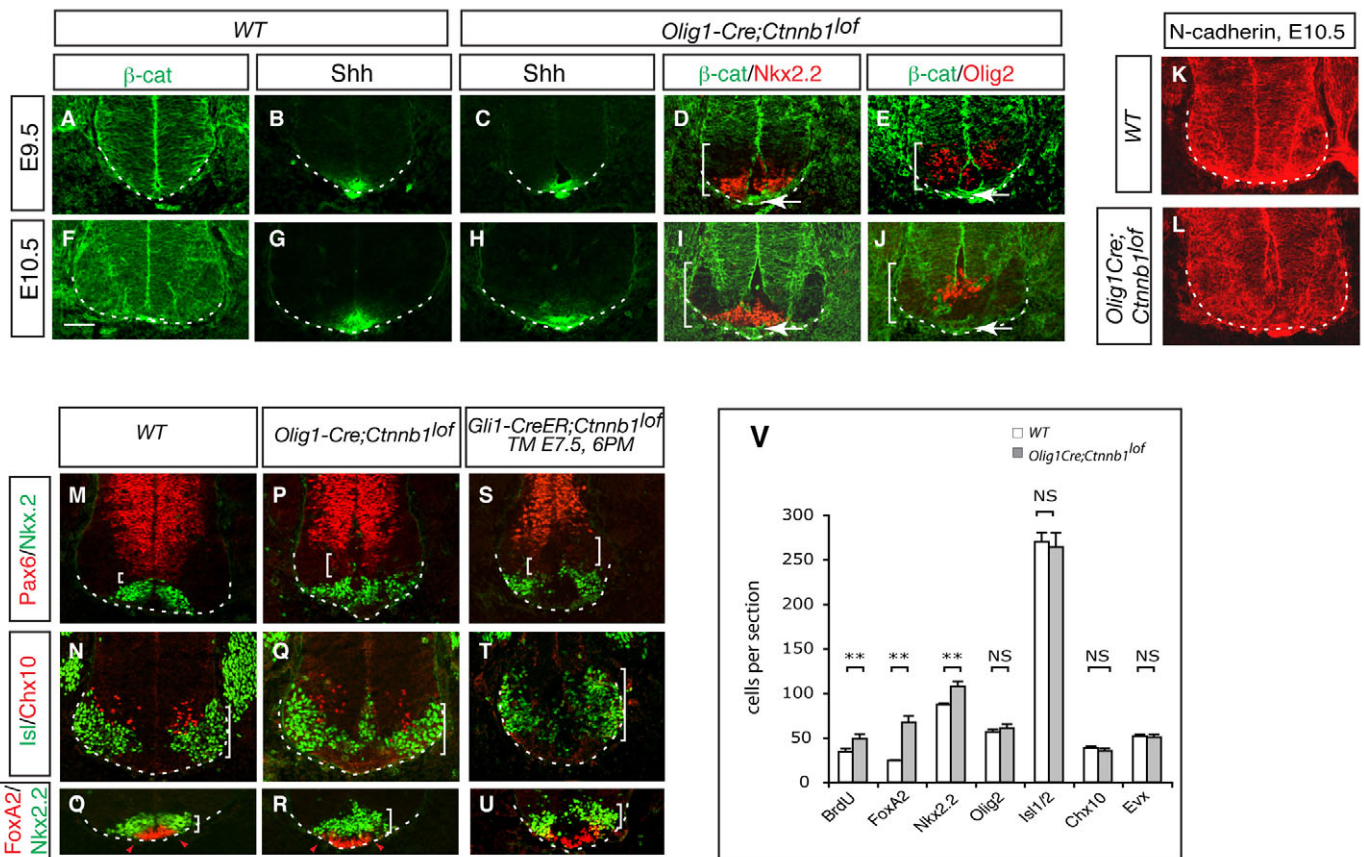 WT
Olig1-Cre;Ctnnb1lof
N-cadherin, E10.5
β-cat
Shh
Shh
β-cat/Nkx2.2
β-cat/Olig2
E9.5
A
B
C
D
E
K
WT
E10.5
F
G
H
I
J
L
Olig1Cre;
Ctnnb1lof
WT
Olig1-Cre;Ctnnb1lof
Gli1-CreER;Ctnnb1lof
TM E7.5, 6PM
Pax6/Nkx.2
M
P
S
Isl/Chx10
N
Q
T
FoxA2/
Nkx2.2
O
R
U
V
WT
Olig1Cre;Ctnnb1lof
cells per section
300
250
200
150
100
50
0
**
**
**
NS
NS
NS
NS
BrdU
FoxA2
Nkx2.2
Olig2
Isl1/2
Chx10
Evx